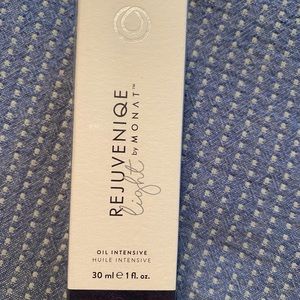 REJUVENIQE
light by MONAT™
OIL INTENSIVE
HUILE INTENSIVE
30 ml ℮ 1 fl. oz.